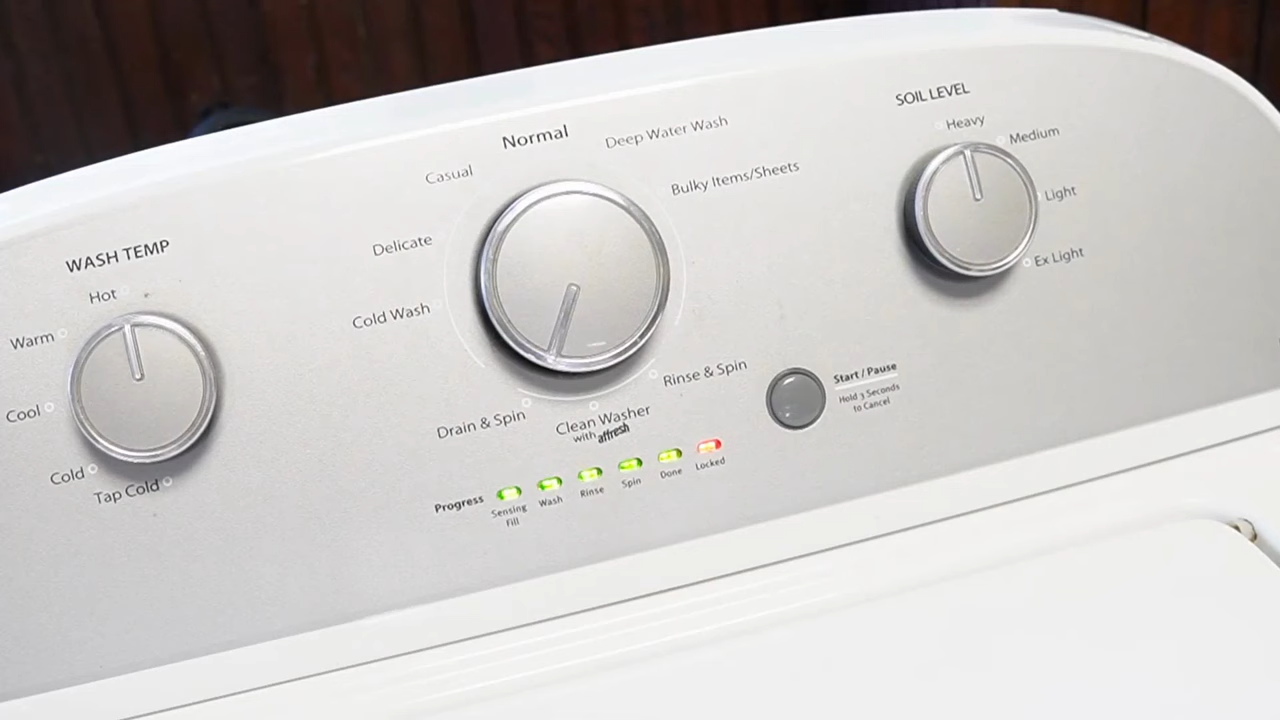 WASH TEMP
Hot
Warm
Cool
Cold
Tap Cold
Normal
Deep Water Wash
Casual
Bulky Items/Sheets
Delicate
Cold Wash
Rinse & Spin
Drain & Spin
Clean Washer
with affresh
SOIL LEVEL
Heavy
Medium
Light
Ex Light
Start / Pause
Hold 3 Seconds
to Cancel
Progress
Sensing
Fill
Wash
Rinse
Spin
Done
Locked